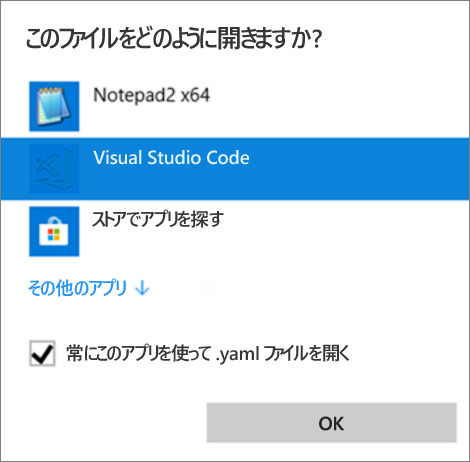 このファイルをどのように開きますか?
Notepad2 x64
Visual Studio Code
ストアでアプリを探す
その他のアプリ ↓
常にこのアプリを使って .yaml ファイルを開く
OK